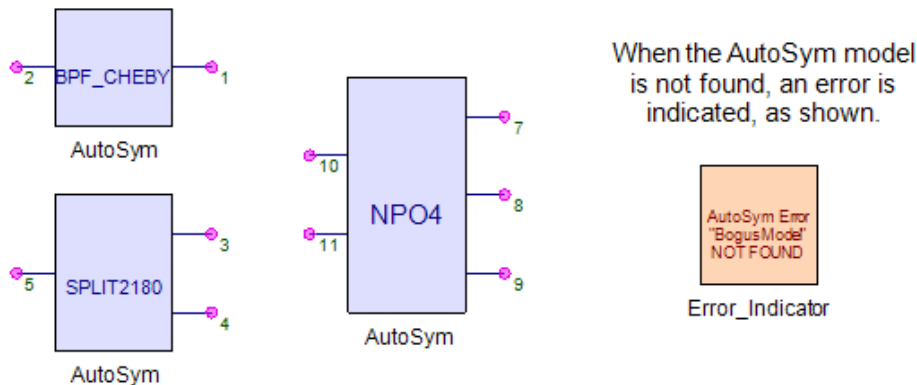 2
BPF_CHEBY
1
AutoSym
5
SPLIT2180
3
4
AutoSym
10
11
NPO4
7
8
9
AutoSym
When the AutoSym model
is not found, an error is
indicated, as shown.
AutoSym Error
"BogusModel"
NOT FOUND
Error_Indicator